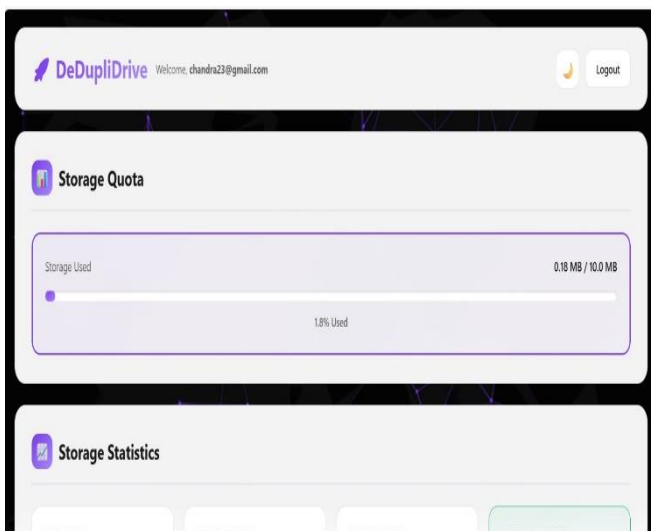 DeDupliDrive Welcome, chandra23@gmail.com Logout
Storage Quota
Storage Used 0.18 MB / 10.0 MB
1.8% Used
Storage Statistics